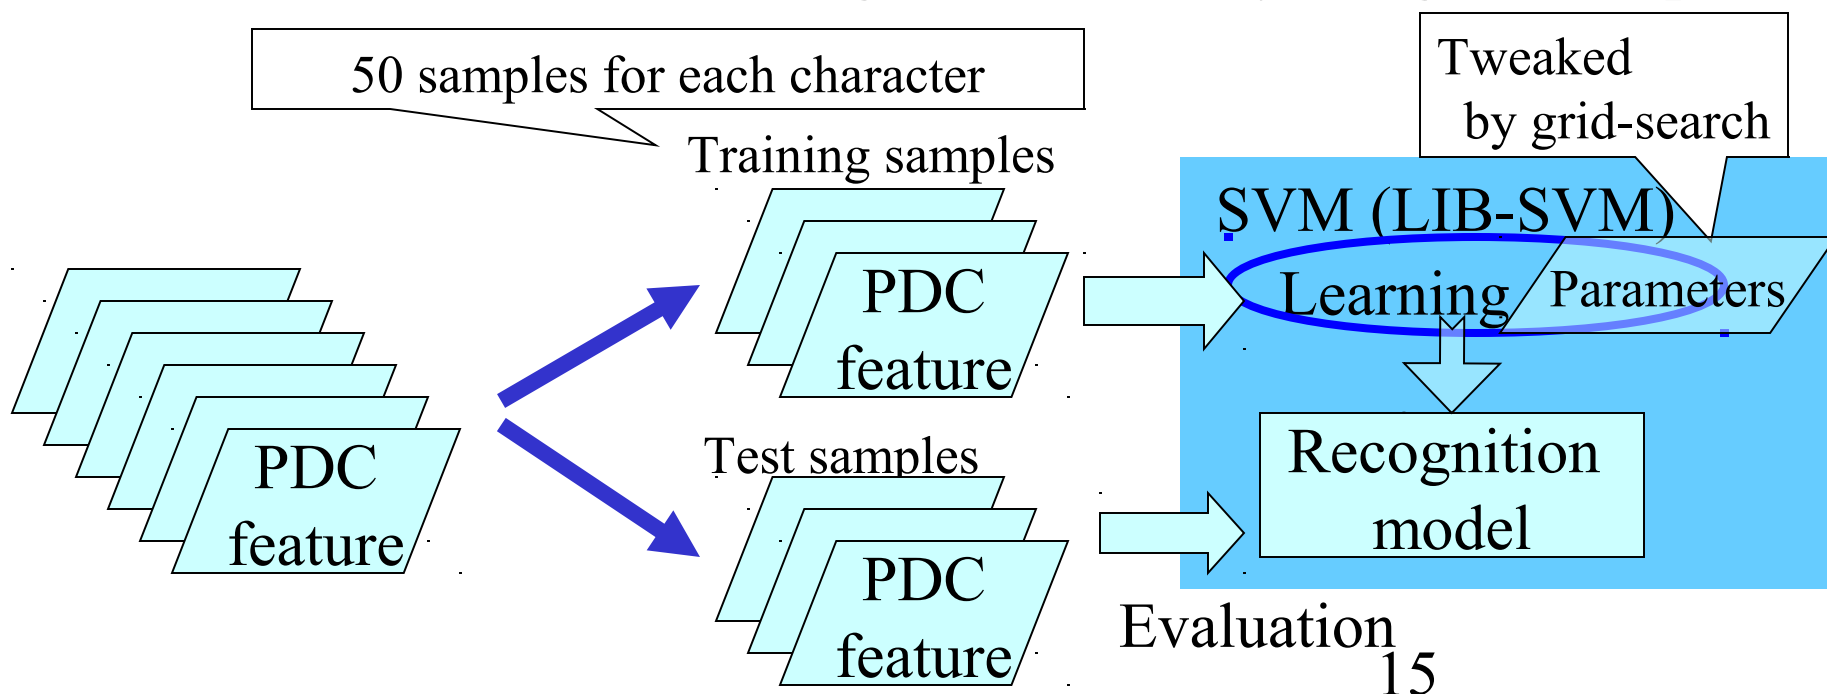 50 samples for each character
Tweaked
by grid-search
Training samples
SVM (LIB-SVM)
PDC
feature
Learning
Parameters
PDC
feature
Test samples
Recognition
model
PDC
feature
Evaluation
15